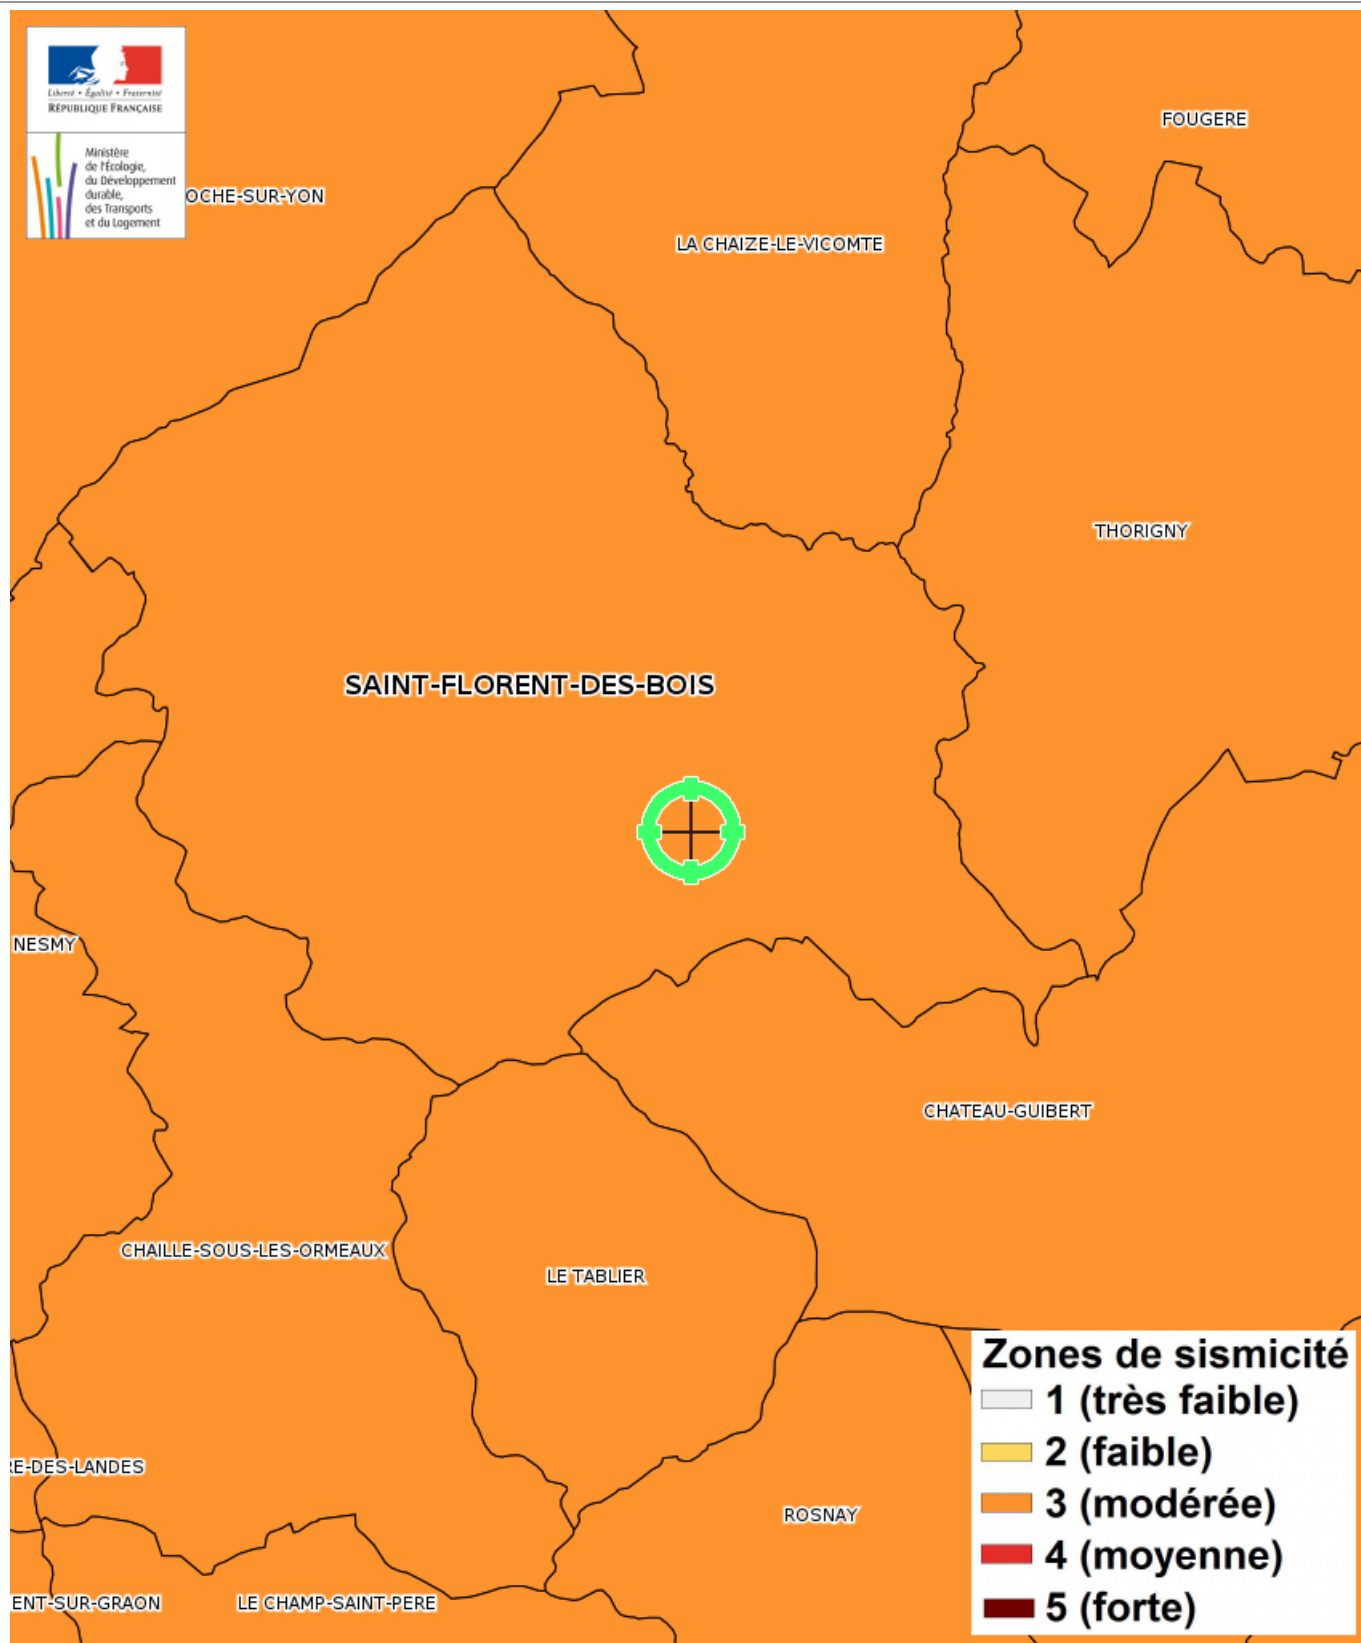 Liberté • Égalité • Fraternité
RÉPUBLIQUE FRANÇAISE
Ministère
de l'Écologie,
du Développement
durable,
des Transports
et du Logement
FOUGERE
OCHE-SUR-YON
LA CHAIZE-LE-VICOMTE
THORIGNY
SAINT-FLORENT-DES-BOIS
NESMY
CHATEAU-GUIBERT
CHAILLE-SOUS-LES-ORMEAUX
LE TABLIER
RE-DES-LANDES
ROSNAY
ENT-SUR-GRAON
LE CHAMP-SAINT-PERE
Zones de sismicité
1 (très faible)
2 (faible)
3 (modérée)
4 (moyenne)
5 (forte)